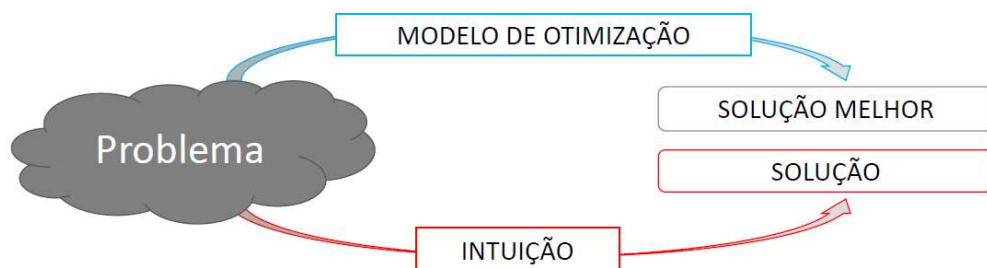 MODELO DE OTIMIZAÇÃO
Problema
SOLUÇÃO MELHOR
SOLUÇÃO
INTUIÇÃO